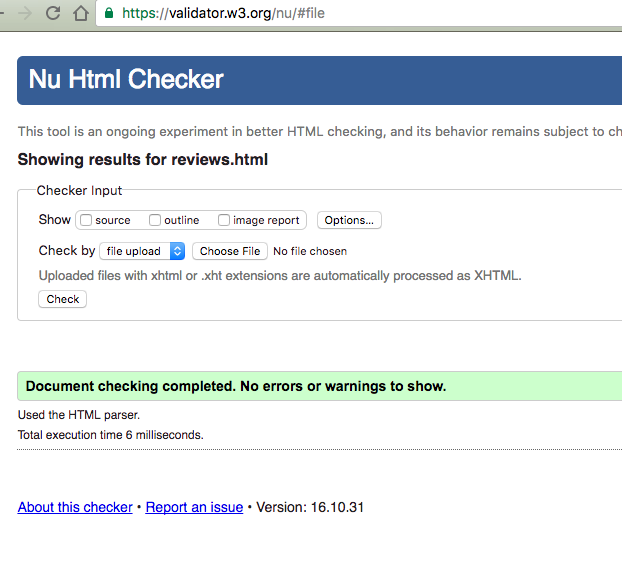 https://validator.w3.org/nu/#file
Nu Html Checker
This tool is an ongoing experiment in better HTML checking, and its behavior remains subject to ch
Showing results for reviews.html
Checker Input
Show source outline image report Options...
Check by file upload Choose File No file chosen
Uploaded files with xhtml or .xht extensions are automatically processed as XHTML.
Check
Document checking completed. No errors or warnings to show.
Used the HTML parser.
Total execution time 6 milliseconds.
About this checker • Report an issue • Version: 16.10.31